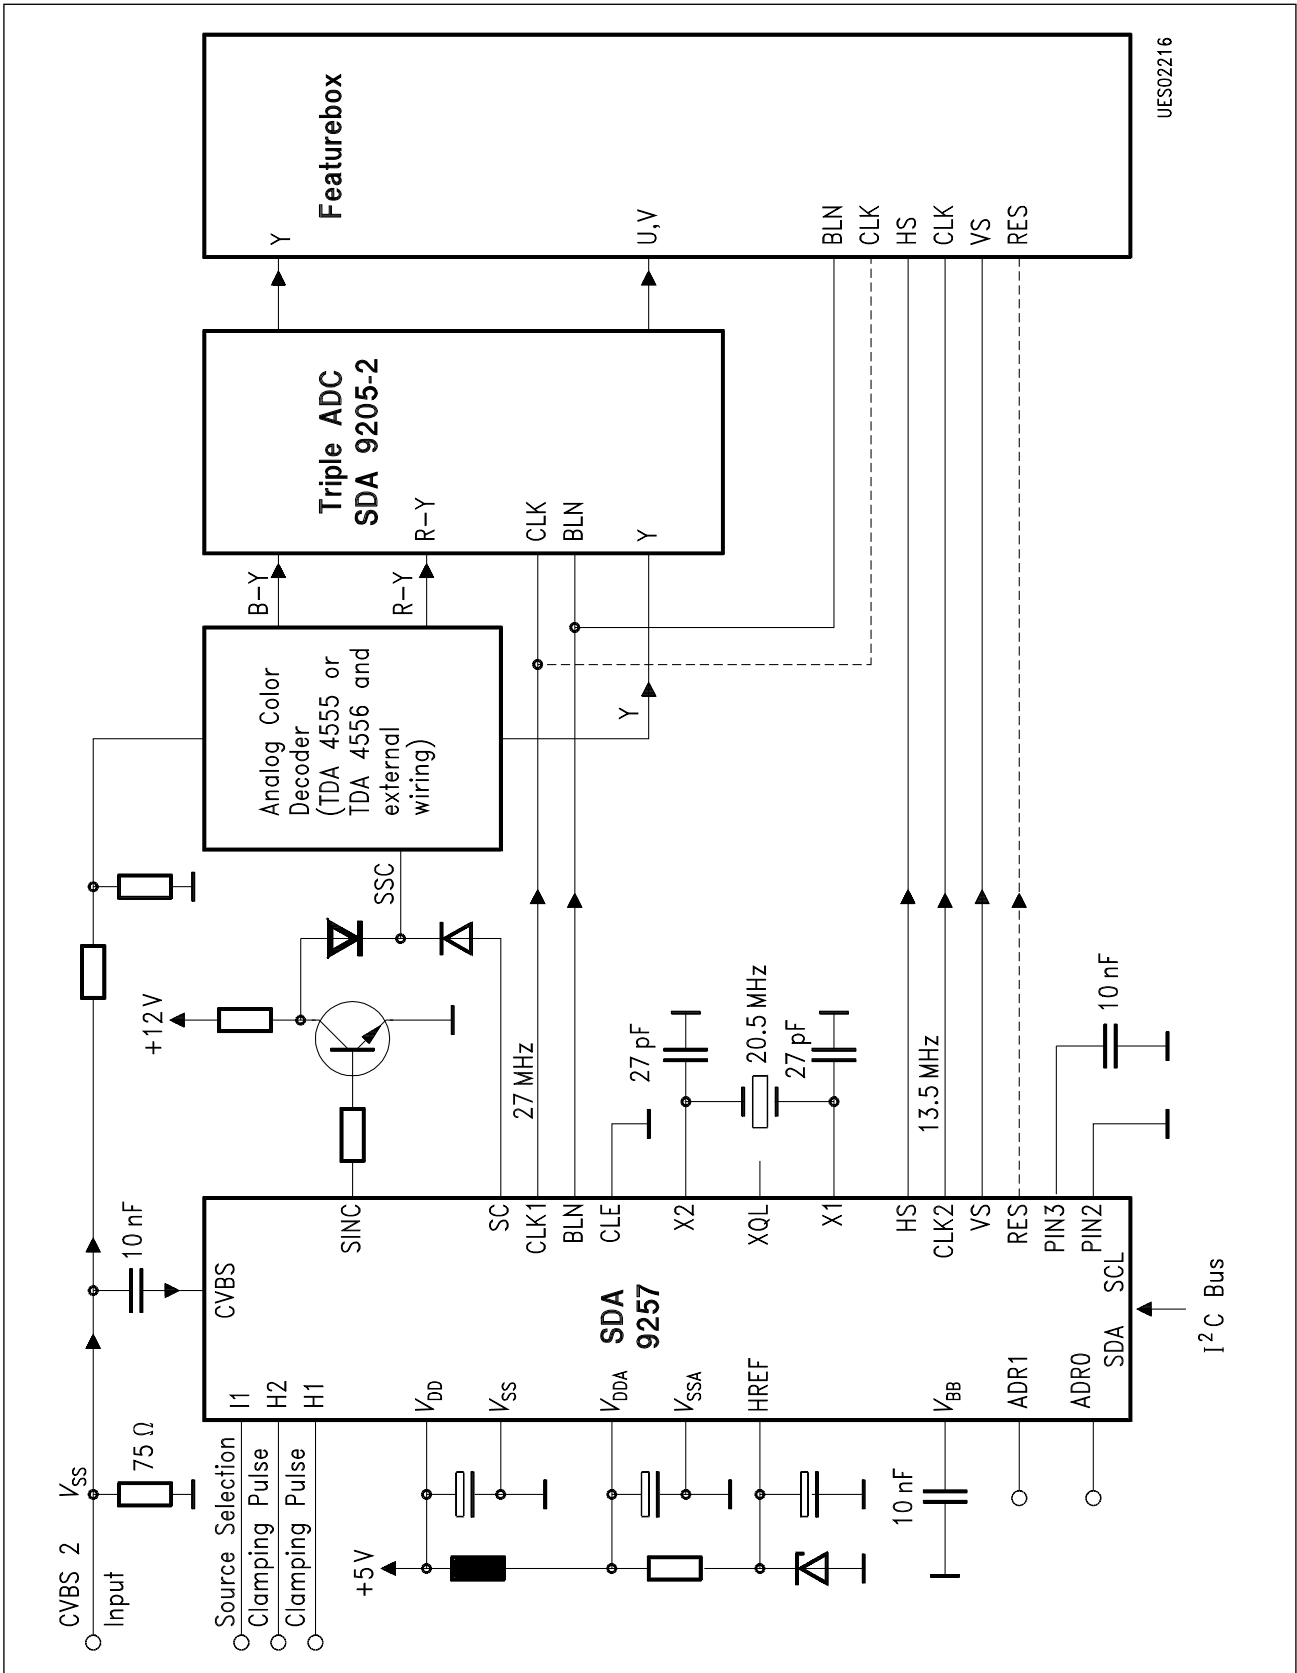 CVBS 2
Input
V_SS
75 Ω
10 nF
+12 V
Source Selection
Clamping Pulse
Clamping Pulse
I1
H2
H1
CVBS
SINC
SC
CLK1
BLN
CLE
X2
XQL
X1
HS
CLK2
VS
RES
PIN3
PIN2
SDA
9257
V_DD
V_SS
V_DDA
V_SSA
HREF
V_BB
ADR1
ADR0
SDA SCL
I²C Bus
+5 V
10 nF
27 MHz
27 pF
20.5 MHz
27 pF
13.5 MHz
10 nF
SSC
Analog Color
Decoder
(TDA 4555 or
TDA 4556 and
external
wiring)
B-Y
R-Y
Y
Triple ADC
SDA 9205-2
R-Y
CLK
BLN
Y
Featurebox
Y
U,V
BLN
CLK
HS
CLK
VS
RES
UES02216